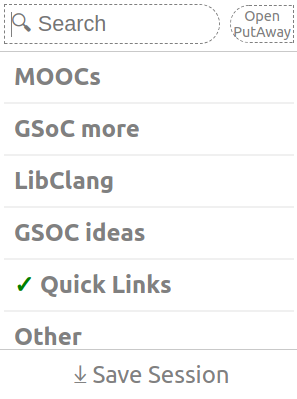 🔍 Search
Open
PutAway
MOOCs
GSoC more
LibClang
GSOC ideas
✓ Quick Links
Other
Save Session